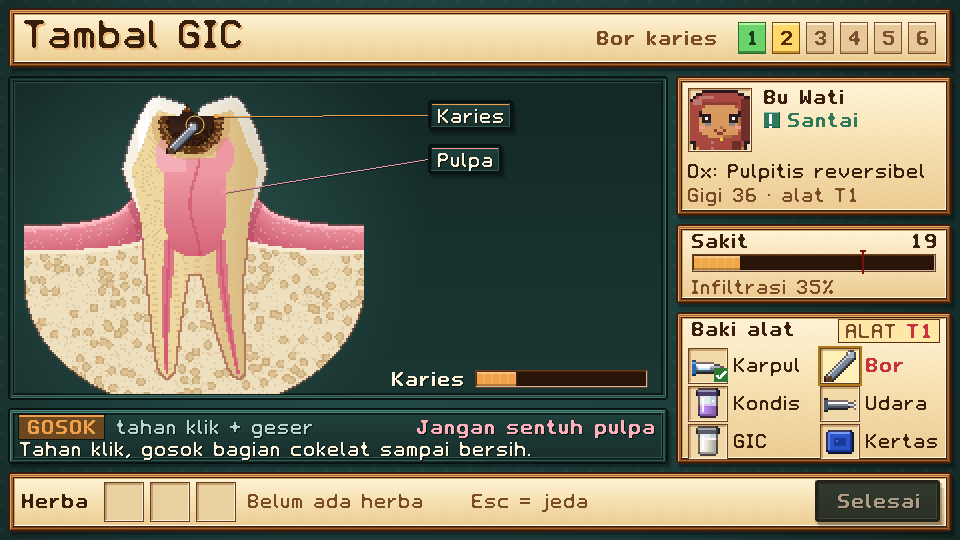 Tambal GIC
Bor karies
1 2 3 4 5 6
Karies
Pulpa
Karies
GOSOK tahan klik + geser Jangan sentuh pulpa
Tahan klik, gosok bagian cokelat sampai bersih.
Bu Wati
Santai
Dx: Pulpitis reversibel
Gigi 36 · alat T1
Sakit 19
Infiltrasi 35%
Baki alat ALAT T1
Karpul Bor
Kondis Udara
GIC Kertas
Herba Belum ada herba Esc = jeda Selesai